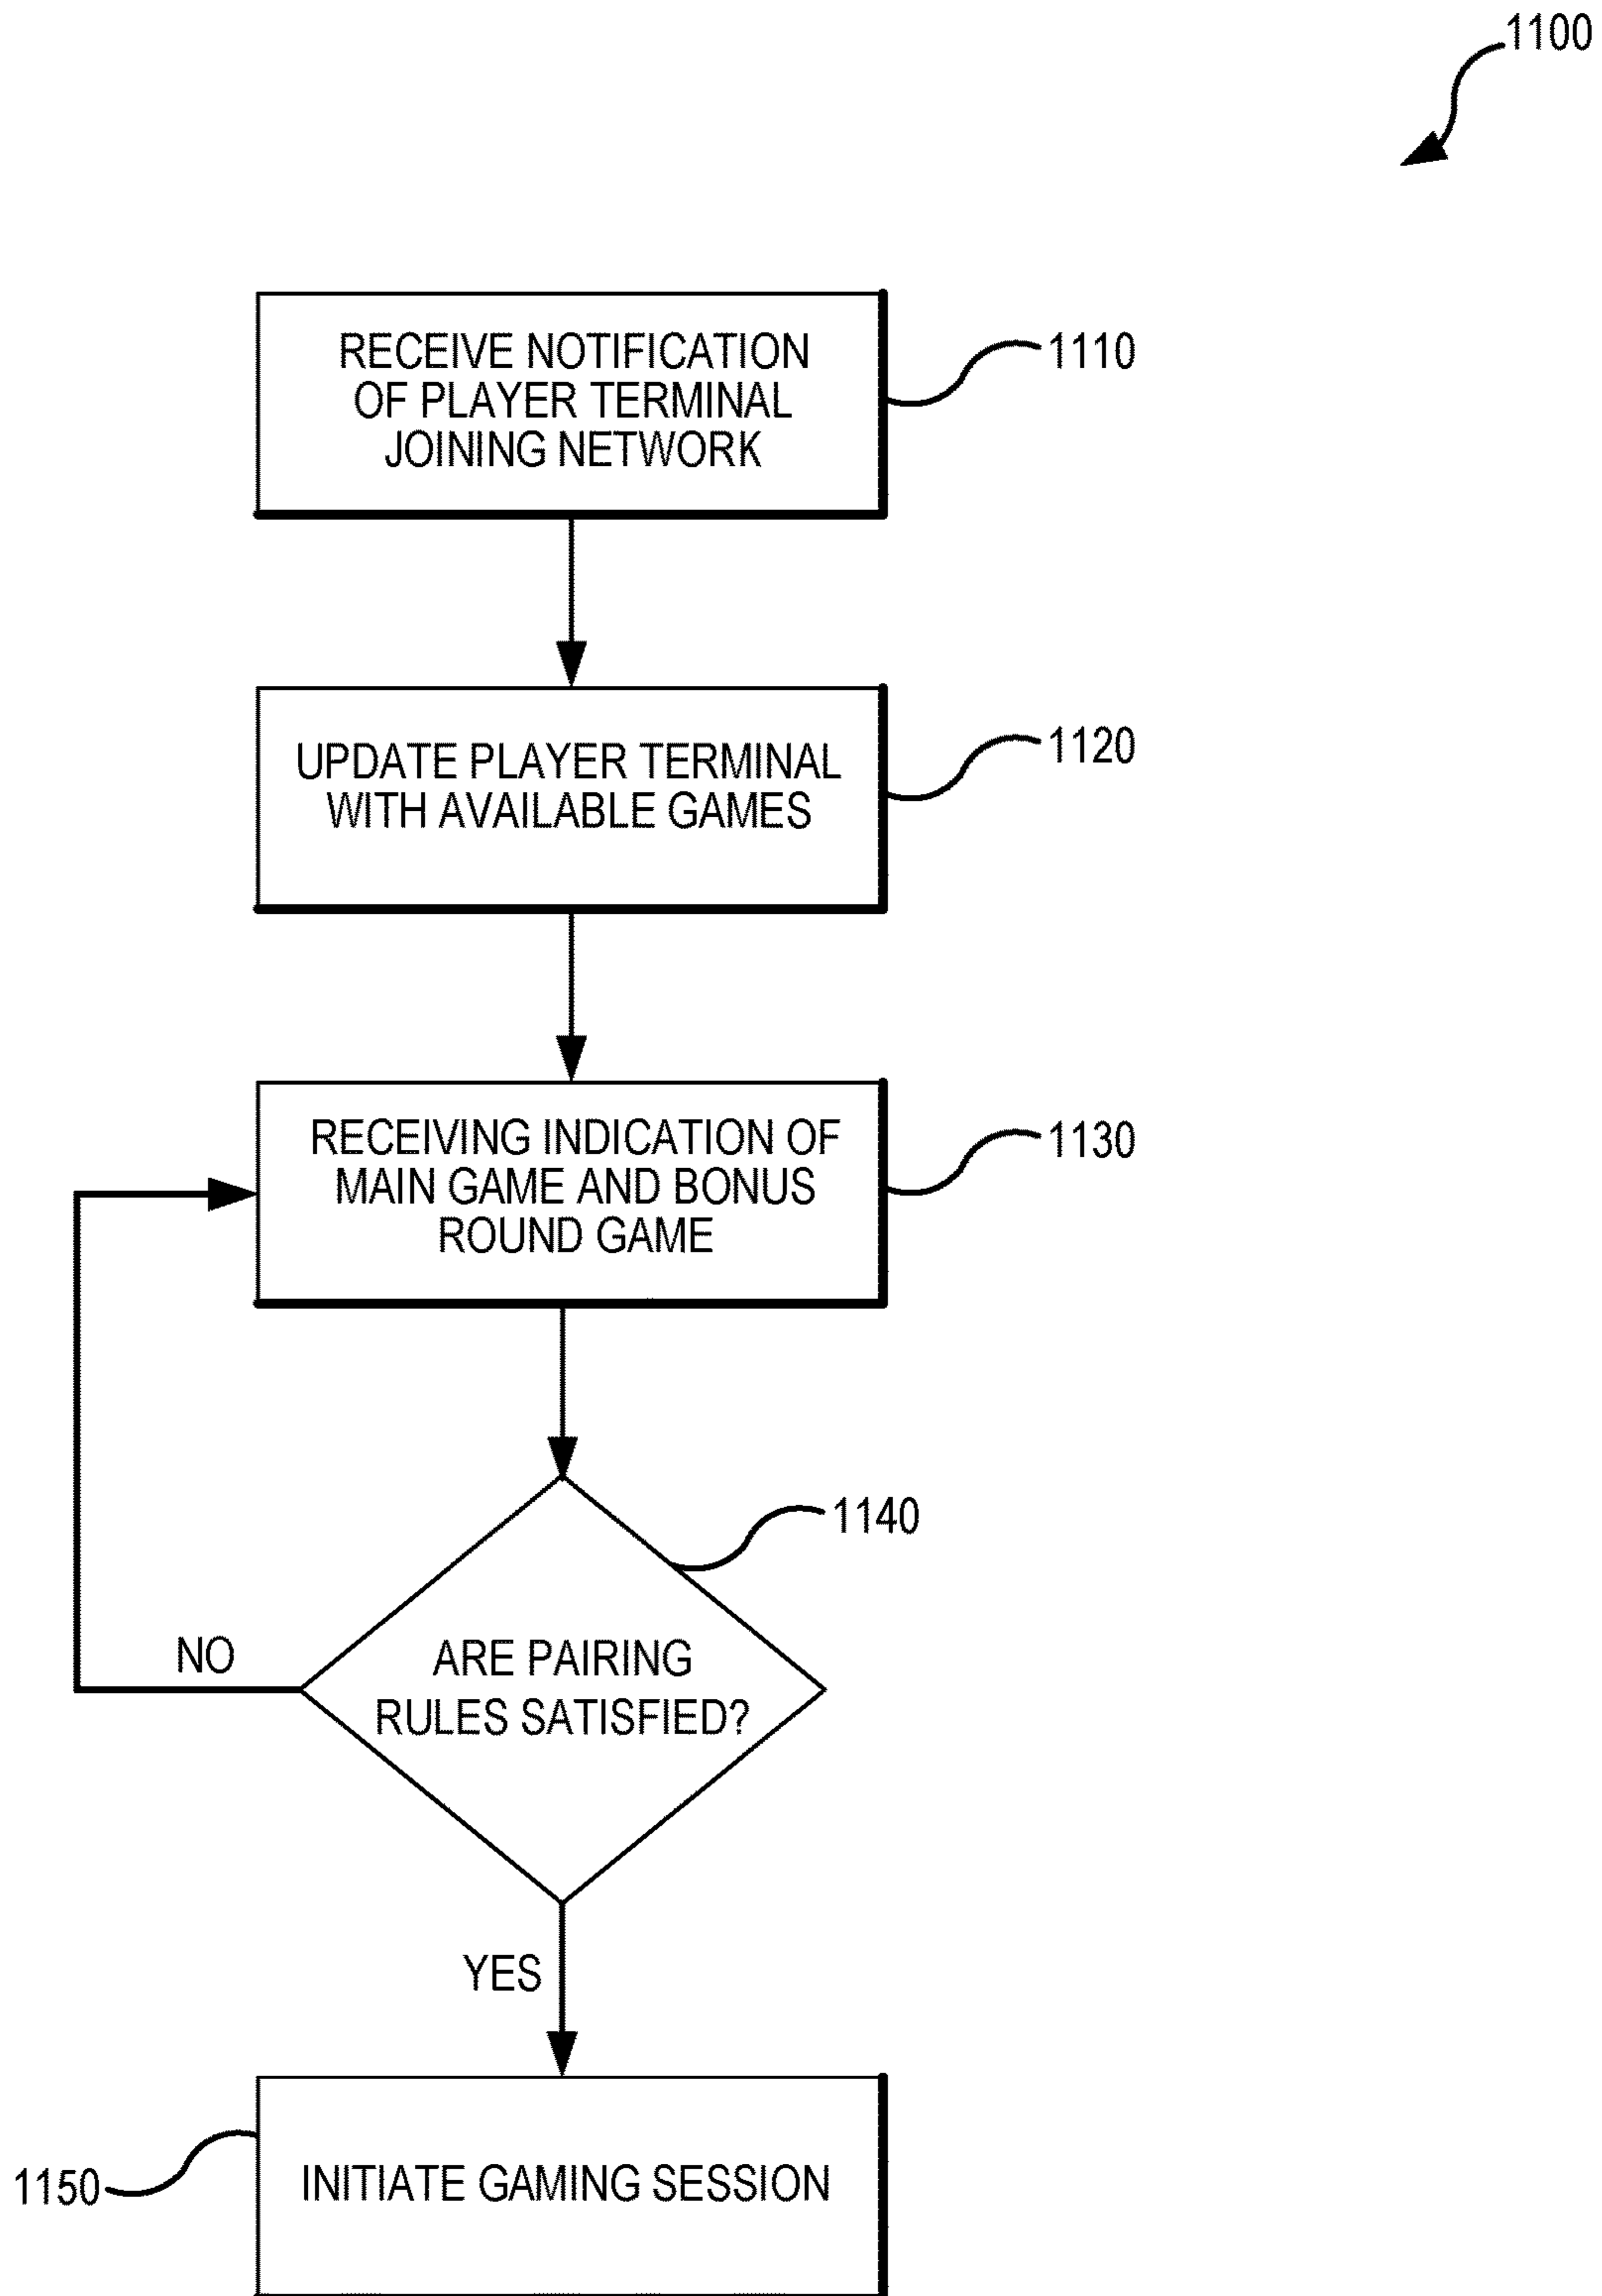 1100
RECEIVE NOTIFICATION
OF PLAYER TERMINAL
JOINING NETWORK
1110
UPDATE PLAYER TERMINAL
WITH AVAILABLE GAMES
1120
RECEIVING INDICATION OF
MAIN GAME AND BONUS
ROUND GAME
1130
1140
ARE PAIRING
RULES SATISFIED?
NO
YES
1150
INITIATE GAMING SESSION